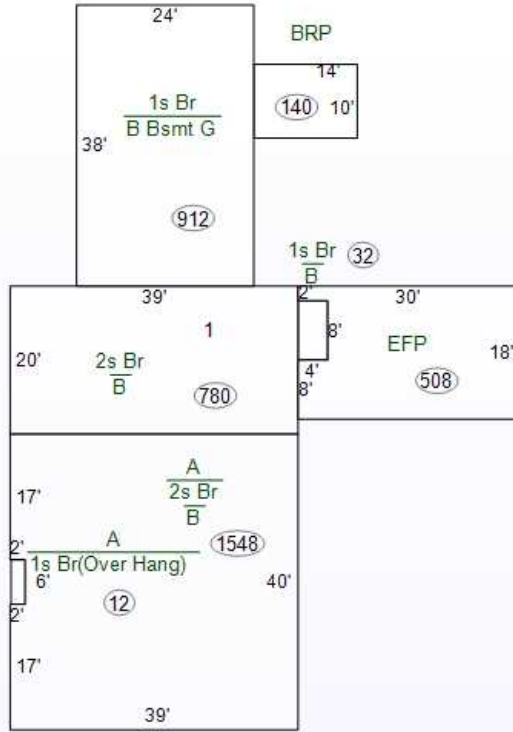 24'
BRP
14'
1s Br
B Bsmt G
140
10'
38'
912
1s Br
B
32
39'
2'
30'
1
8'
EFP
20'
2s Br
B
4'
18'
780
8'
508
A
2s Br
B
17'
A
1s Br(Over Hang)
1548
2'
6'
40'
12
2'
17'
39'